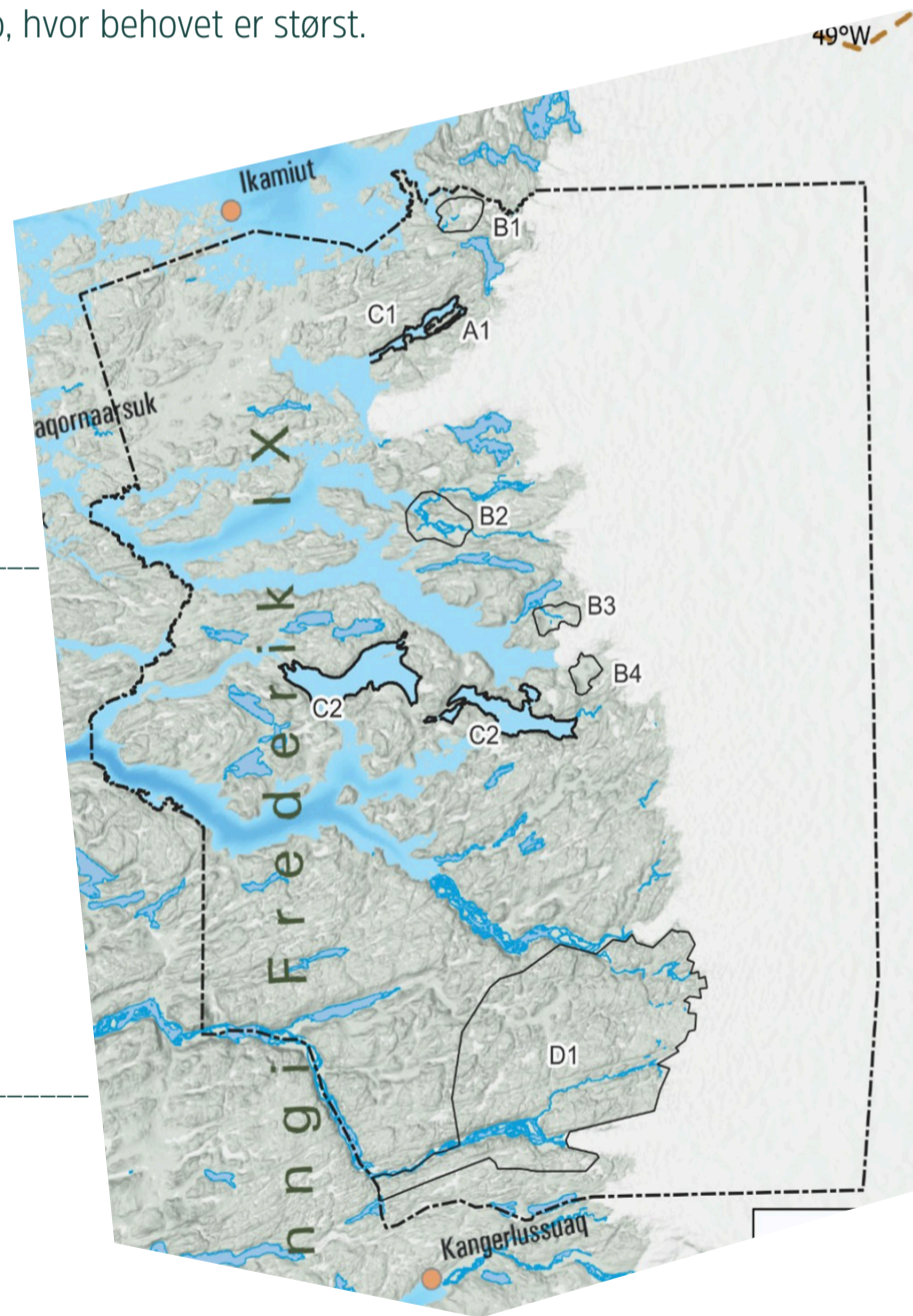 , hvor behovet er størst.
49°W
Ikamiut
B1
C1
A1
aqornaarsuk
B2
B3
B4
C2
C2
D1
ngi Frederik IX
Kangerlussuaq